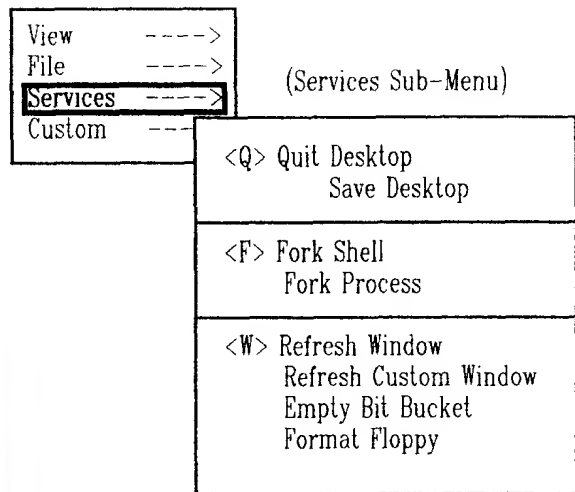 View ---->
File ---->
Services ---->
Custom ---
(Services Sub-Menu)
<Q> Quit Desktop
Save Desktop
<F> Fork Shell
Fork Process
<W> Refresh Window
Refresh Custom Window
Empty Bit Bucket
Format Floppy